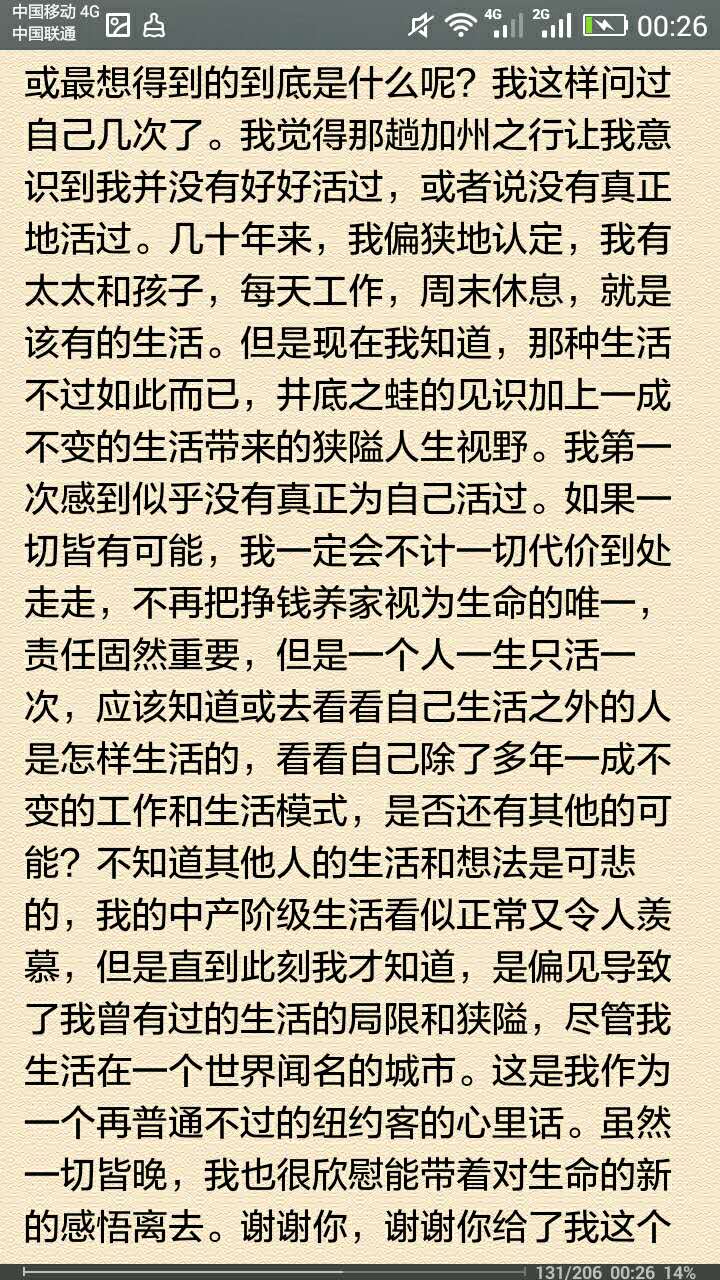 中国移动 4G
中国联通
4G 2G 00:26
或最想得到的到底是什么呢？我这样问过
自己几次了。我觉得那趟加州之行让我意
识到我并没有好好活过，或者说没有真正
地活过。几十年来，我偏狭地认定，我有
太太和孩子，每天工作，周末休息，就是
该有的生活。但是现在我知道，那种生活
不过如此而已，井底之蛙的见识加上一成
不变的生活带来的狭隘人生视野。我第一
次感到似乎没有真正为自己活过。如果一
切皆有可能，我一定会不计一切代价到处
走走，不再把挣钱养家视为生命的唯一，
责任固然重要，但是一个人一生只活一
次，应该知道或去看看自己生活之外的人
是怎样生活的，看看自己除了多年一成不
变的工作和生活模式，是否还有其他的可
能？不知道其他人的生活和想法是可悲
的，我的中产阶级生活看似正常又令人羡
慕，但是直到此刻我才知道，是偏见导致
了我曾有过的生活的局限和狭隘，尽管我
生活在一个世界闻名的城市。这是我作为
一个再普通不过的纽约客的心里话。虽然
一切皆晚，我也很欣慰能带着对生命的新
的感悟离去。谢谢你，谢谢你给了我这个
131/206 00:26 14%